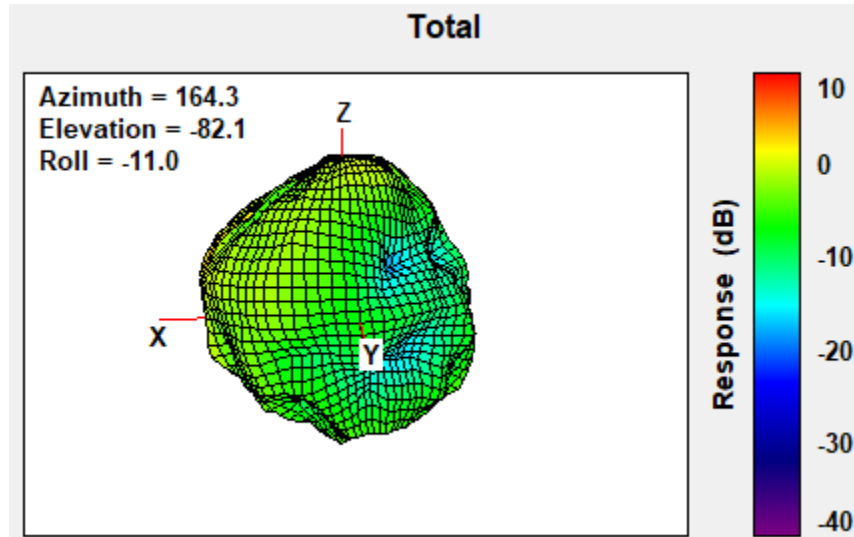 Total
Azimuth = 164.3
Elevation = -82.1
Roll = -11.0
Z
X
Y
Response (dB)
10
0
-10
-20
-30
-40